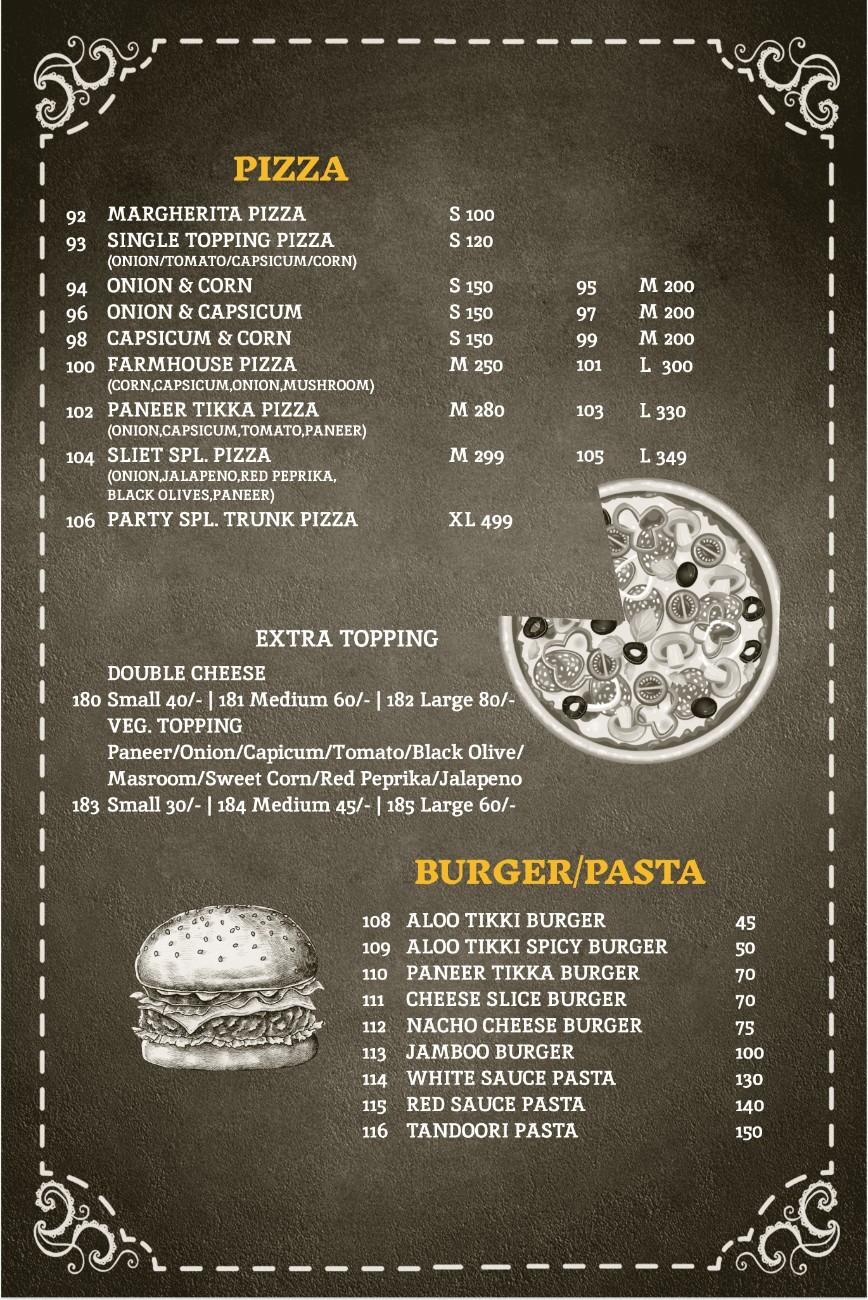 PIZZA
92 MARGHERITA PIZZA S 100
93 SINGLE TOPPING PIZZA S 120
(ONION/TOMATO/CAPSICUM/CORN)
94 ONION & CORN S 150 95 M 200
96 ONION & CAPSICUM S 150 97 M 200
98 CAPSICUM & CORN S 150 99 M 200
100 FARMHOUSE PIZZA M 250 101 L 300
(CORN,CAPSICUM,ONION,MUSHROOM)
102 PANEER TIKKA PIZZA M 280 103 L 330
(ONION,CAPSICUM,TOMATO,PANEER)
104 SLIET SPL. PIZZA M 299 105 L 349
(ONION,JALAPENO,RED PEPRIKA,
BLACK OLIVES,PANEER)
106 PARTY SPL. TRUNK PIZZA XL 499
EXTRA TOPPING
DOUBLE CHEESE
180 Small 40/- | 181 Medium 60/- | 182 Large 80/-
VEG. TOPPING
Paneer/Onion/Capicum/Tomato/Black Olive/
Masroom/Sweet Corn/Red Peprika/Jalapeno
183 Small 30/- | 184 Medium 45/- | 185 Large 60/-
BURGER/PASTA
108 ALOO TIKKI BURGER 45
109 ALOO TIKKI SPICY BURGER 50
110 PANEER TIKKA BURGER 70
111 CHEESE SLICE BURGER 70
112 NACHO CHEESE BURGER 75
113 JAMBOO BURGER 100
114 WHITE SAUCE PASTA 130
115 RED SAUCE PASTA 140
116 TANDOORI PASTA 150